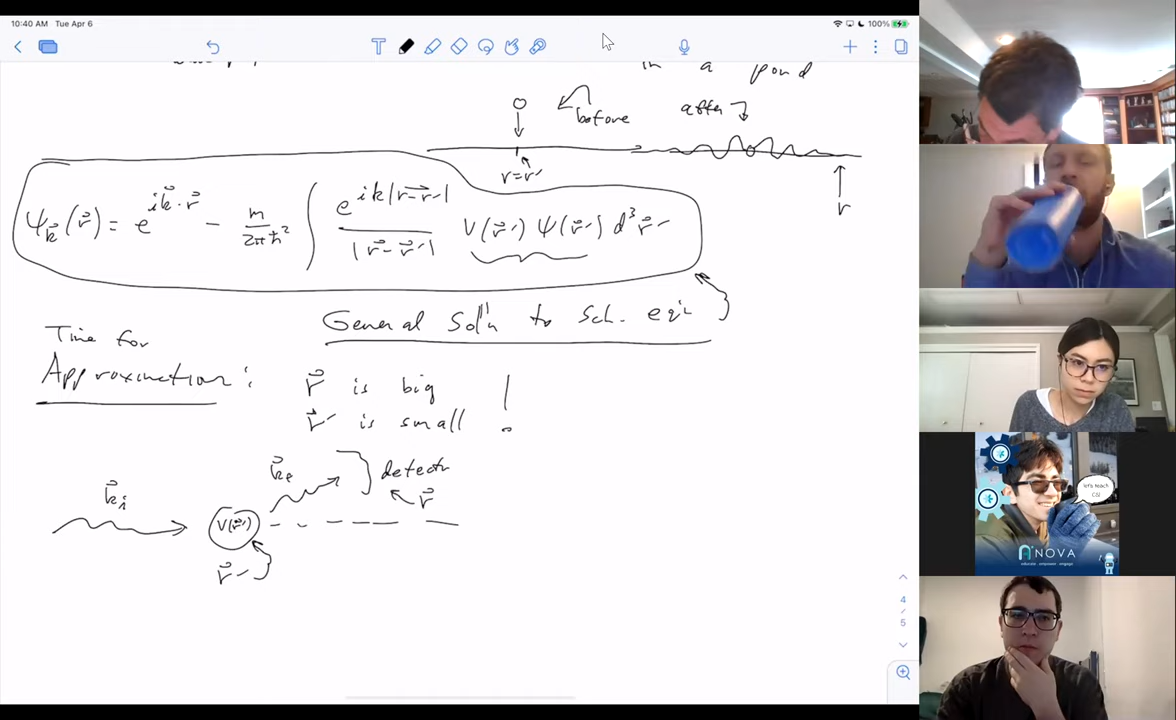 10:40 AM Tue Apr 6
100%
in a pond
before
after
r=r'
r
ψ_k⃗(r⃗) = e^{ik⃗·r⃗} − m/2πħ² ∫ e^{ik|r⃗−r⃗'|}/|r⃗−r⃗'| V(r⃗') ψ(r⃗') d³r⃗'
General Sol'n to Sch. eq'n
Time for
Approximation:
r⃗ is big !
r⃗' is small
k⃗i
V(r⃗')
k⃗f
detector
r⃗
r⃗'
4
/
5
let's teach
CS!
NOVA
educate . empower . engage